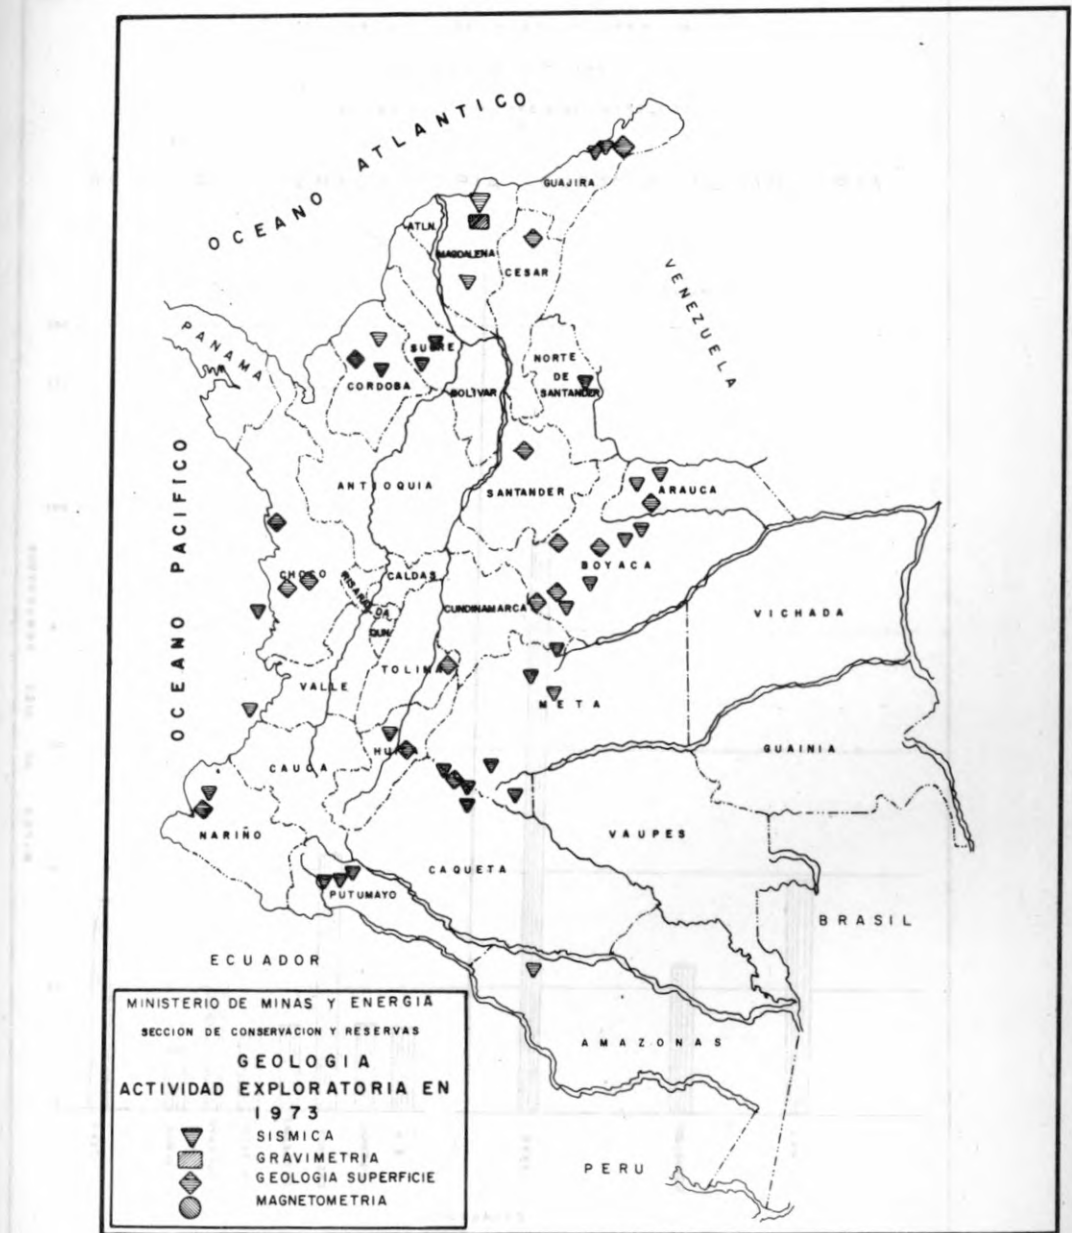 OCEANO ATLANTICO
GUAJIRA
ATLN.
MAGDALENA
CESAR
VENEZUELA
PANAMA
SUCRE
CORDOBA
BOLIVAR
NORTE
DE
SANTANDER
OCEANO PACIFICO
ANTIOQUIA
SANTANDER
ARAUCA
BOYACA
CHOCO
RISARALDA
CALDAS
CUNDINAMARCA
VICHADA
QUN.
TOLIMA
VALLE
META
GUAINIA
HUILA
CAUCA
NARIÑO
VAUPES
CAQUETA
PUTUMAYO
BRASIL
ECUADOR
AMAZONAS
PERU
MINISTERIO DE MINAS Y ENERGIA
SECCION DE CONSERVACION Y RESERVAS
GEOLOGIA
ACTIVIDAD EXPLORATORIA EN
1973
SISMICA
GRAVIMETRIA
GEOLOGIA SUPERFICIE
MAGNETOMETRIA